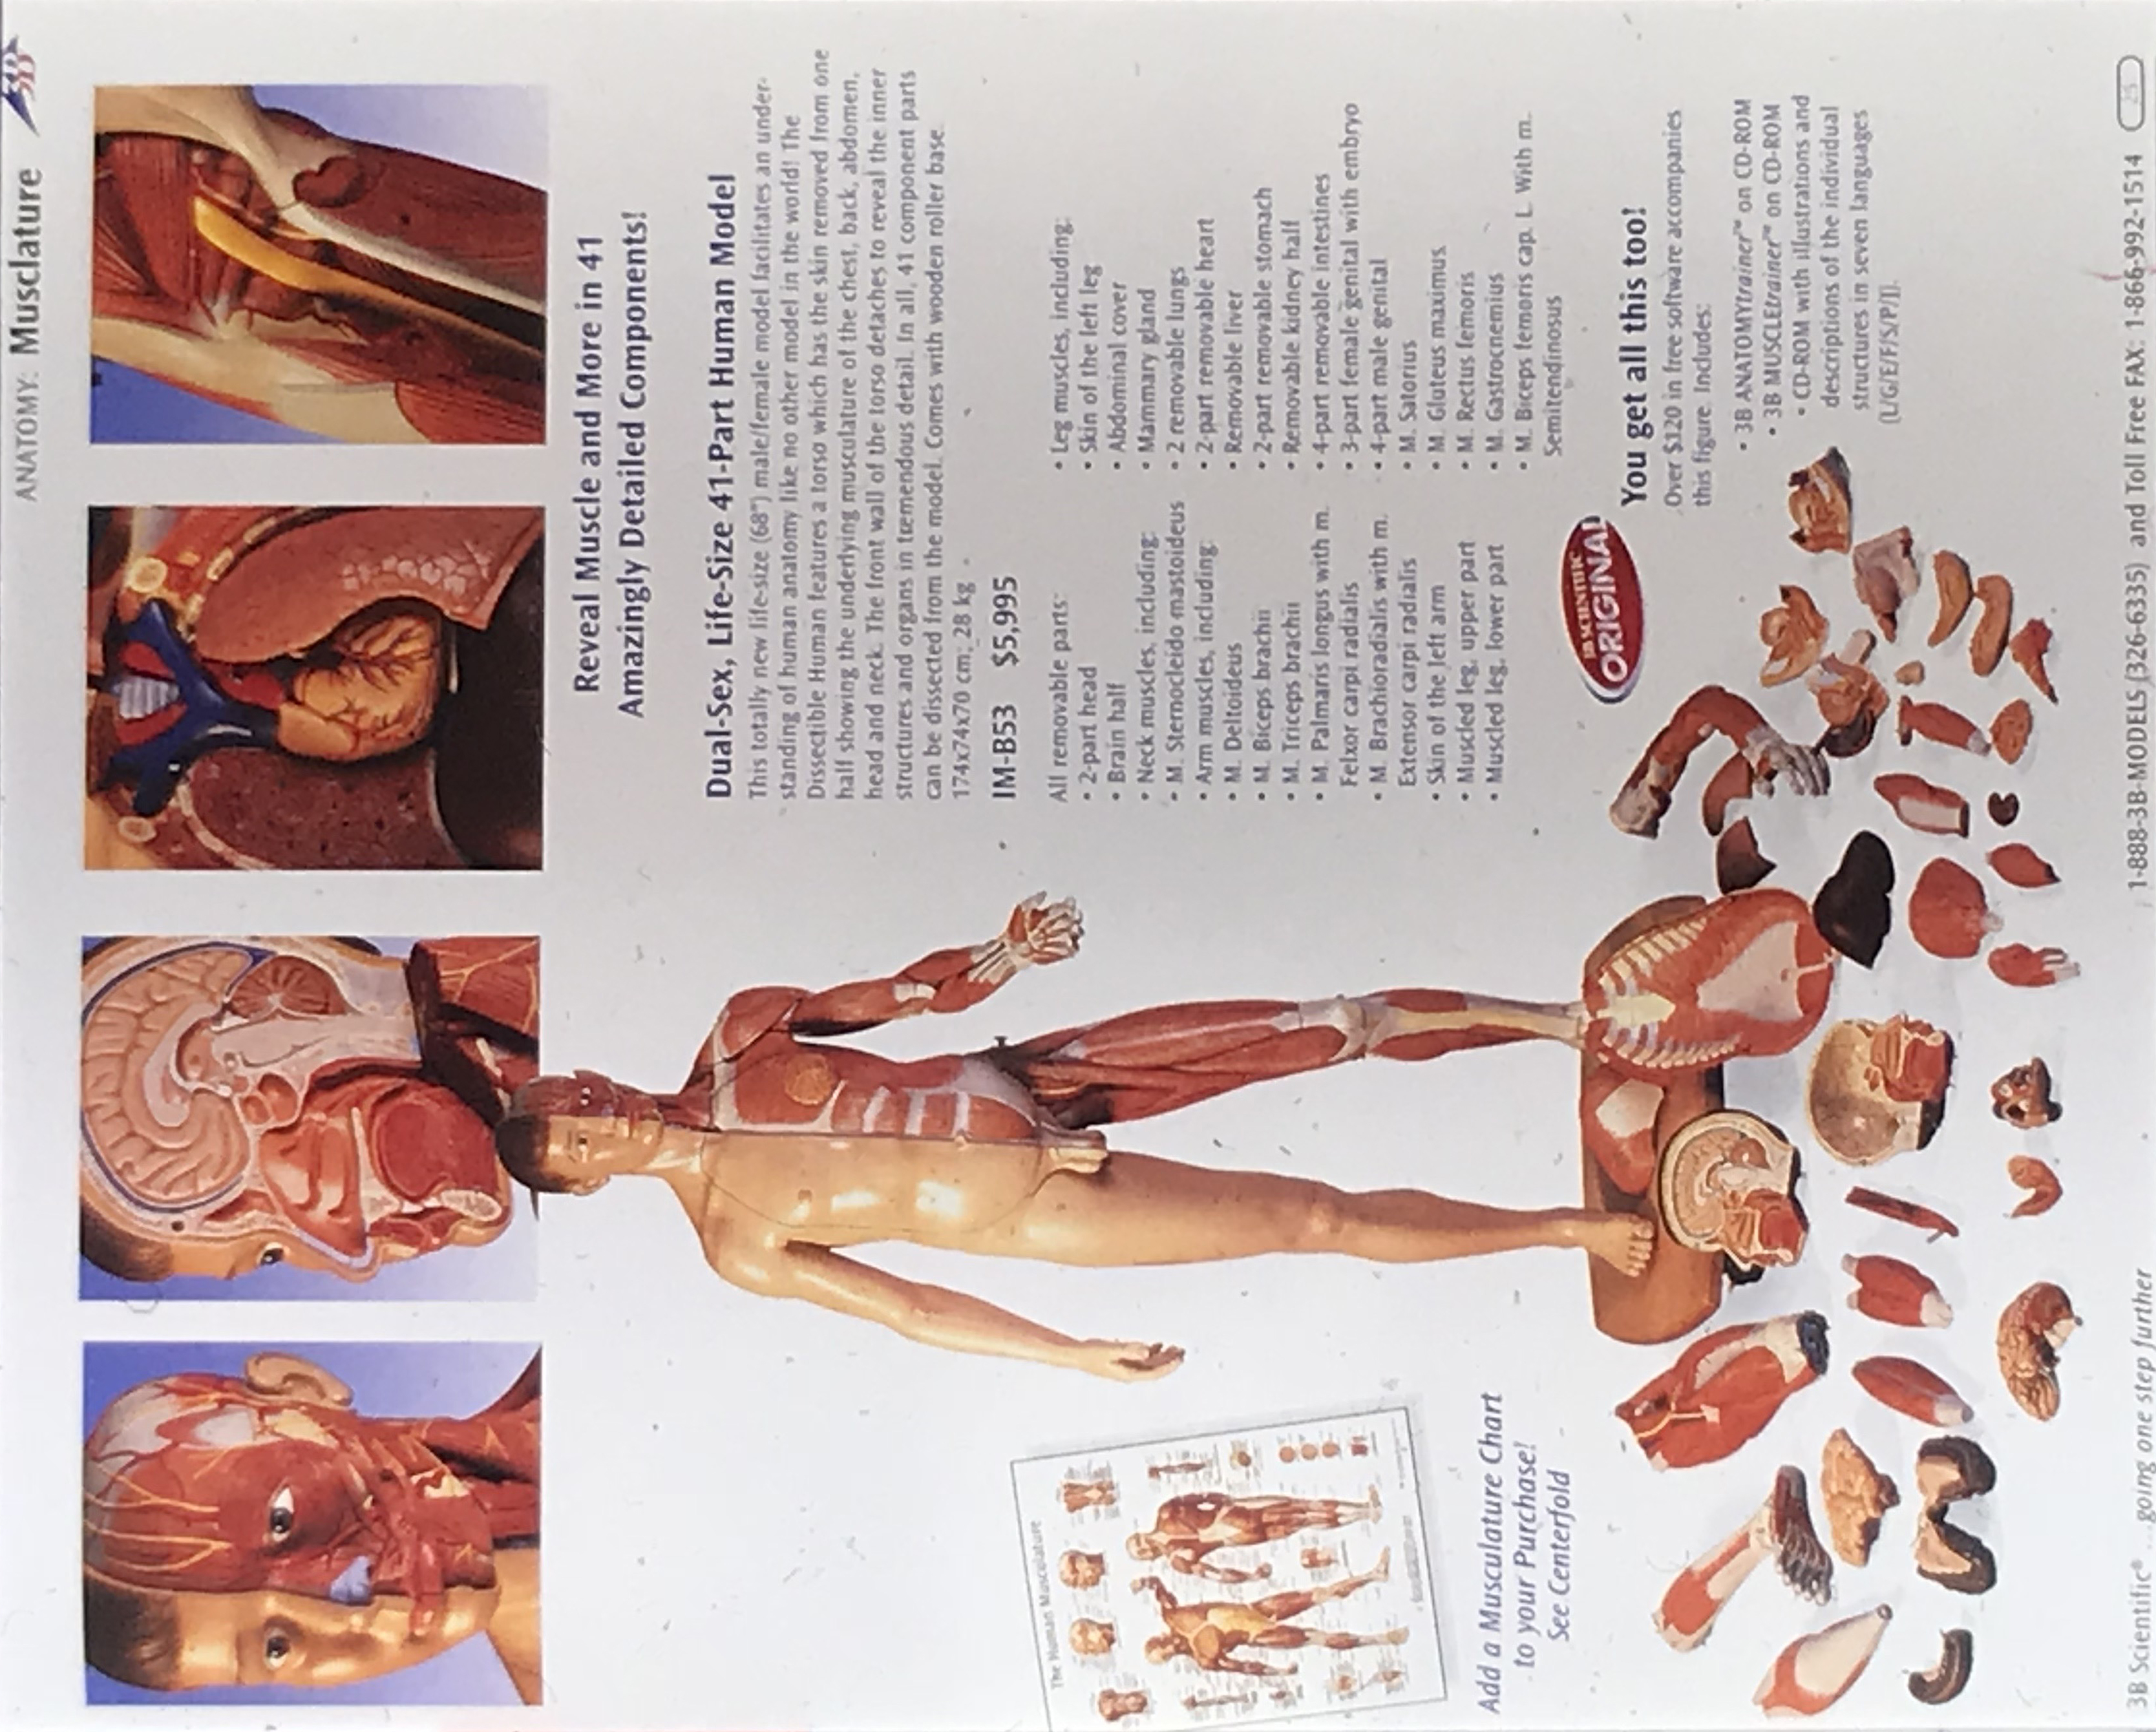 ANATOMY: Musclature
3B
Reveal Muscle and More in 41
Amazingly Detailed Components!
Dual-Sex, Life-Size 41-Part Human Model
This totally new life-size (68") male/female model facilitates an under-
standing of human anatomy like no other model in the world! The
Dissectible Human features a torso which has the skin removed from one
half showing the underlying musculature of the chest, back, abdomen,
head and neck. The front wall of the torso detaches to reveal the inner
structures and organs in tremendous detail. In all, 41 component parts
can be dissected from the model. Comes with wooden roller base.
174x74x70 cm; 28 kg
IM-B53 $5,995
All removable parts:
• 2-part head
• Brain half
• Neck muscles, including:
• M. Sternocleido mastoideus
• Arm muscles, including:
• M. Deltoideus
• M. Biceps brachii
• M. Triceps brachii
• M. Palmaris longus with m.
Felxor carpi radialis
• M. Brachioradialis with m.
Extensor carpi radialis
• Skin of the left arm
• Muscled leg, upper part
• Muscled leg, lower part
• Leg muscles, including:
• Skin of the left leg
• Abdominal cover
• Mammary gland
• 2 removable lungs
• 2-part removable heart
• Removable liver
• 2-part removable stomach
• Removable kidney half
• 4-part removable intestines
• 3-part female genital with embryo
• 4-part male genital
• M. Satorius
• M. Gluteus maximus
• M. Rectus femoris
• M. Gastrocnemius
• M. Biceps femoris cap. L. With m.
Semitendinosus
3B SCIENTIFIC
ORIGINAL
You get all this too!
Over $120 in free software accompanies
this figure. Includes:
• 3B ANATOMYtrainer™ on CD-ROM
• 3B MUSCLEtrainer™ on CD-ROM
• CD-ROM with illustrations and
descriptions of the individual
structures in seven languages
(L/G/E/F/S/P/J).
The Human Musculature
Add a Musculature Chart
to your Purchase!
See Centerfold
3B Scientific® ...going one step further
1-888-3B-MODELS (326-6335) and Toll Free FAX: 1-866-992-1514
25